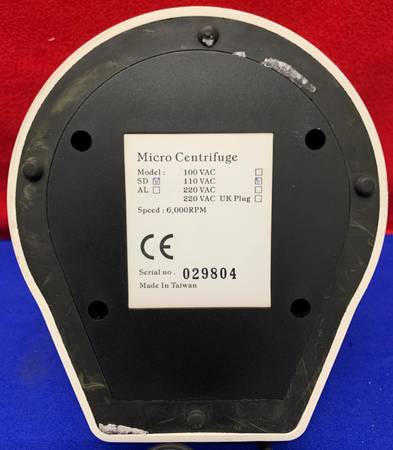 Micro Centrifuge
Model : 100 VAC
SD 110 VAC
AL 220 VAC
220 VAC UK Plug
Speed : 6,000RPM
CE
Serial no . 029804
Made In Taiwan